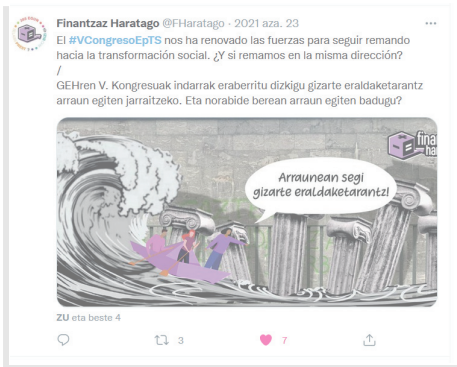 Finantzaz Haratago @FHaratago · 2021 aza. 23
El #VCongresoEpTS nos ha renovado las fuerzas para seguir remando
hacia la transformación social. ¿Y si remamos en la misma dirección?
/
GEHren V. Kongresuak indarrak eraberritu dizkigu gizarte eraldaketarantz
arraun egiten jarraitzeko. Eta norabide berean arraun egiten badugu?
Arraunean segi
gizarte eraldaketarantz!
ZU eta beste 4
3 7